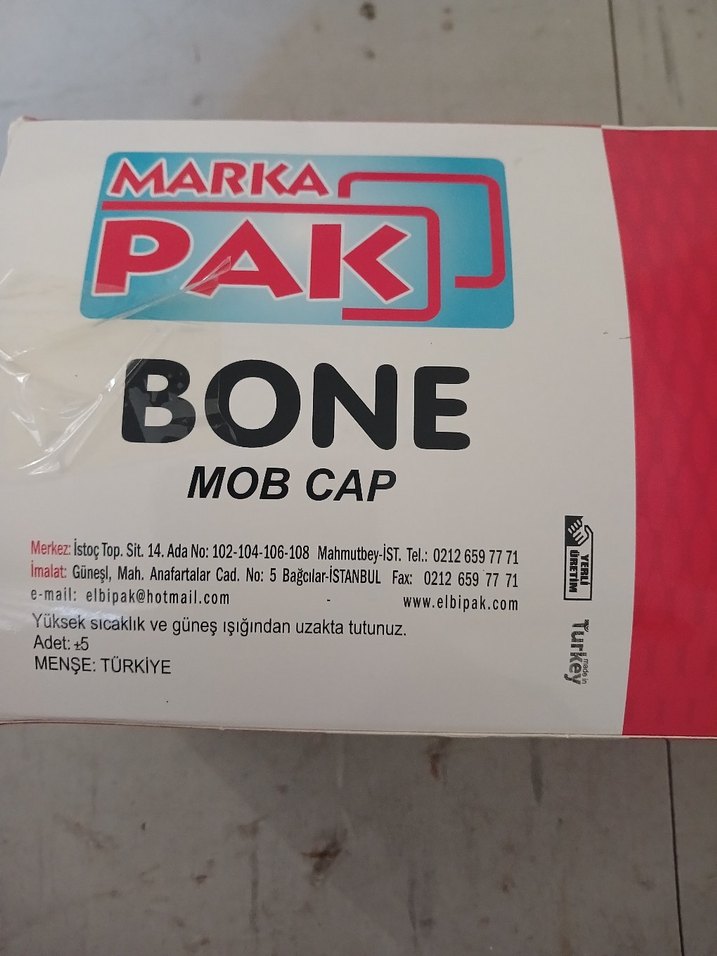 MARKA
PAK
BONE
MOB CAP
Merkez: İstoç Top. Sit. 14. Ada No: 102-104-106-108 Mahmutbey-İST. Tel.: 0212 659 77 71
İmalat: Güneşl, Mah. Anafartalar Cad. No: 5 Bağcılar-İSTANBUL Fax: 0212 659 77 71
e-mail: elbipak@hotmail.com - www.elbipak.com
Yüksek sıcaklık ve güneş ışığından uzakta tutunuz.
Adet: ±5
MENŞE: TÜRKİYE
YERLİ
ÜRETİM
made in
Turkey